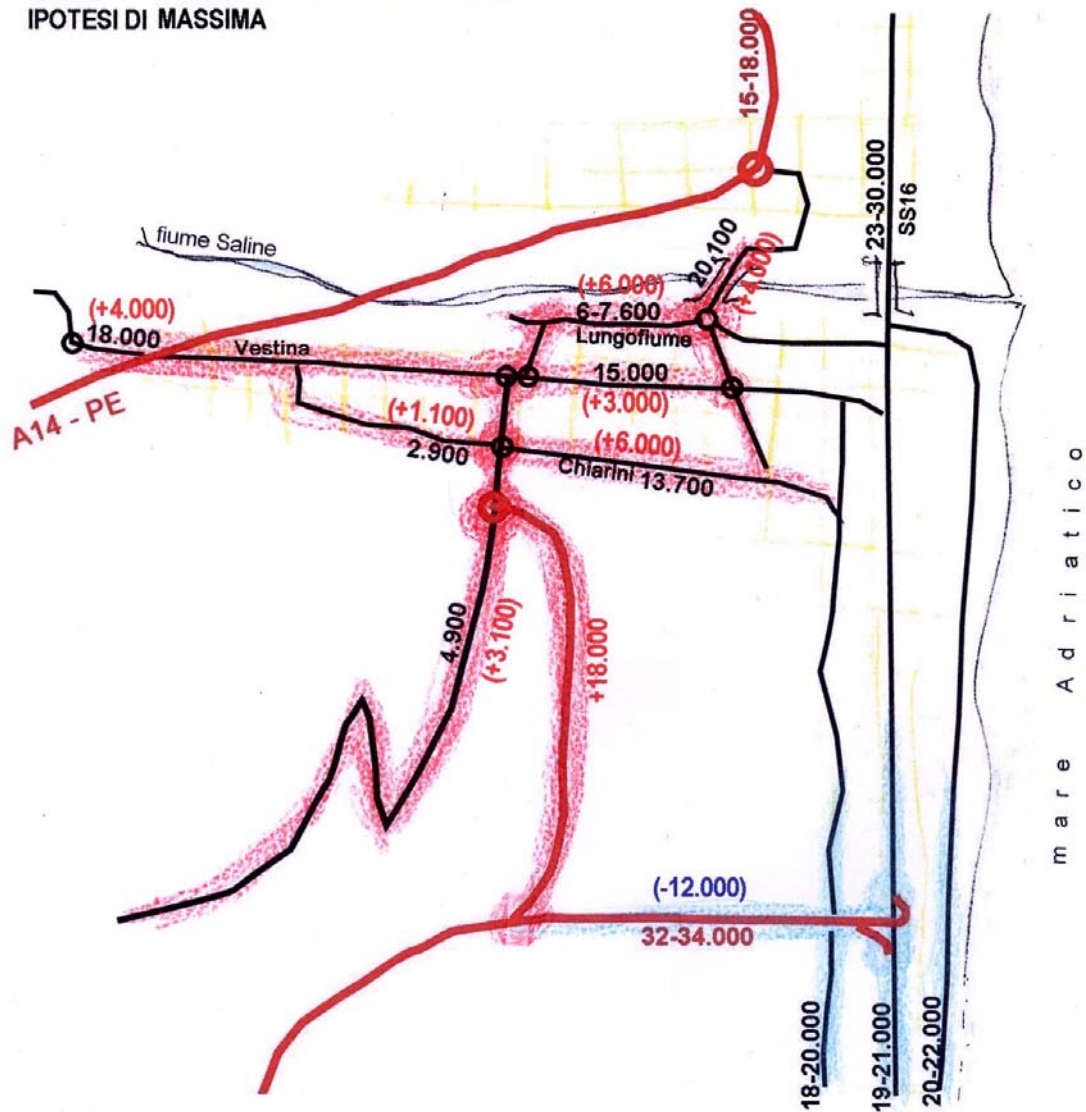 IPOTESI DI MASSIMA
15-18.000
23-30.000
SS16
fiume Saline
20.100
(+4.000)
(+6.000)
6-7.600
Lungofiume
(+4.000)
18.000
Vestina
15.000
(+3.000)
A14 - PE
(+1.100)
2.900
(+6.000)
Chiarini 13.700
4.900
(+3.100)
+18.000
mare Adriatico
(-12.000)
32-34.000
18-20.000
19-21.000
20-22.000